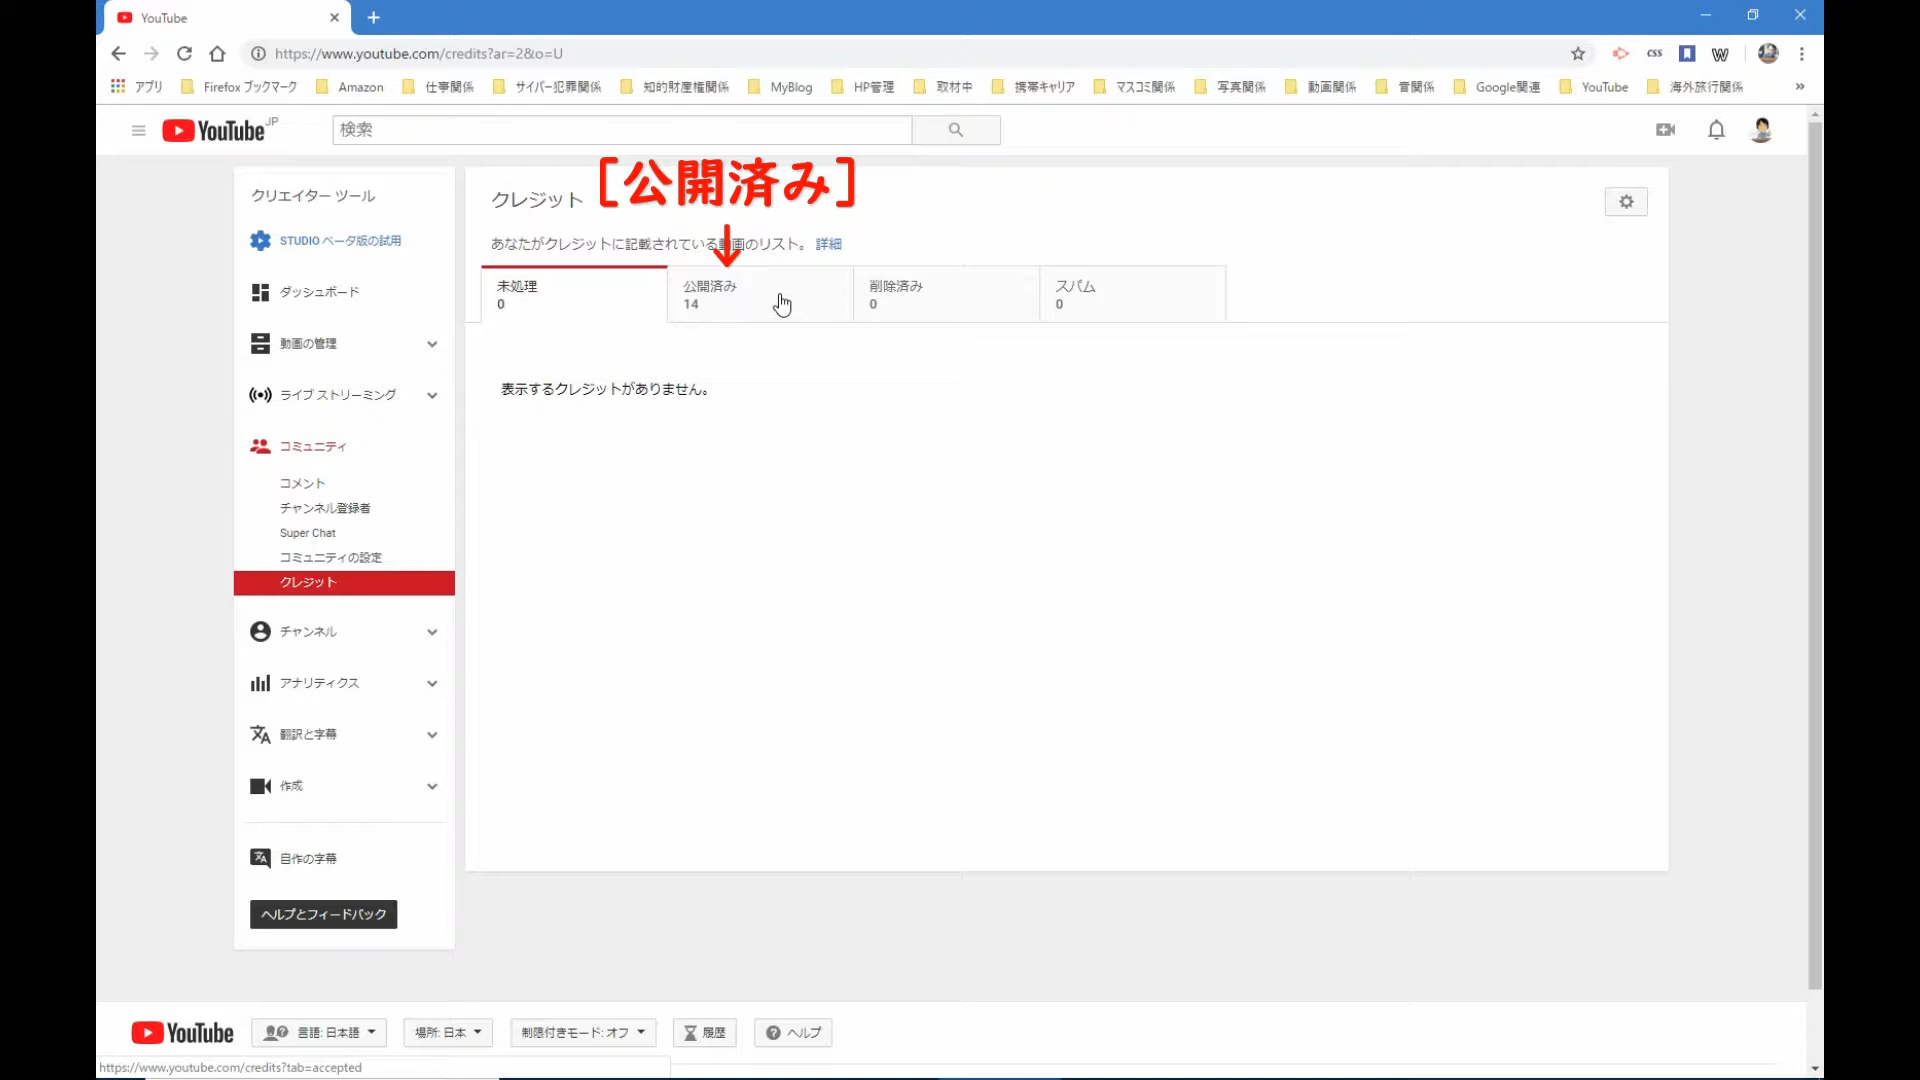 YouTube
https://www.youtube.com/credits?ar=2&o=U
css
W
アプリ Firefox ブックマーク Amazon 仕事関係 サイバー犯罪関係 知的財産権関係 MyBlog HP管理 取材中 携帯キャリア マスコミ関係 写真関係 動画関係 音関係 Google関連 YouTube 海外旅行関係 »
YouTube JP
検索
[公開済み]
クリエイター ツール
STUDIO ベータ版の試用
ダッシュボード
動画の管理
ライブ ストリーミング
コミュニティ
コメント
チャンネル登録者
Super Chat
コミュニティの設定
クレジット
チャンネル
アナリティクス
翻訳と字幕
作成
自作の字幕
ヘルプとフィードバック
クレジット
あなたがクレジットに記載されている動画のリスト。 詳細
未処理
0
公開済み
14
削除済み
0
スパム
0
表示するクレジットがありません。
YouTube 言語: 日本語 場所: 日本 制限付きモード: オフ 履歴 ヘルプ
https://www.youtube.com/credits?tab=accepted